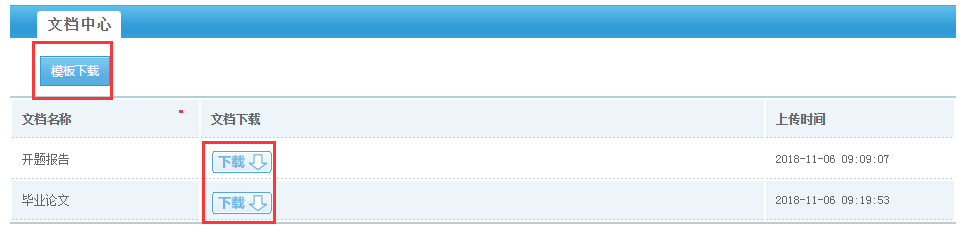 文档中心
模板下载
文档名称 文档下载 上传时间
开题报告 下载 2018-11-06 09:09:07
毕业论文 下载 2018-11-06 09:19:53